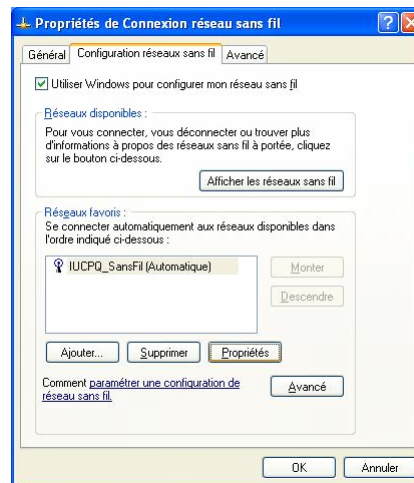 Propriétés de Connexion réseau sans fil
Général
Configuration réseaux sans fil
Avancé
Utiliser Windows pour configurer mon réseau sans fil
Réseaux disponibles :
Pour vous connecter, vous déconnecter ou trouver plus
d'informations à propos des réseaux sans fil à portée, cliquez
sur le bouton ci-dessous.
Afficher les réseaux sans fil
Réseaux favoris :
Se connecter automatiquement aux réseaux disponibles dans
l'ordre indiqué ci-dessous :
IUCPQ_SansFil (Automatique)
Monter
Descendre
Ajouter...
Supprimer
Propriétés
Comment paramétrer une configuration de
réseau sans fil.
Avancé
OK
Annuler